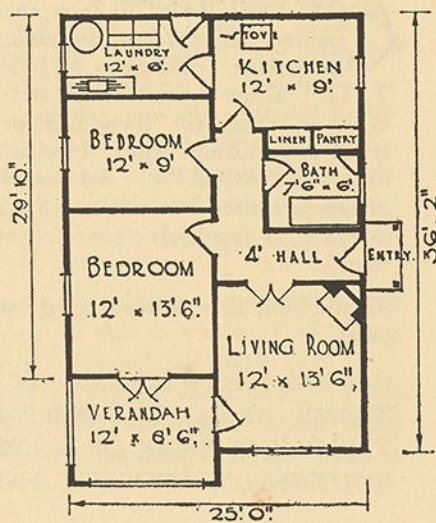 LAUNDRY
12' × 6'.
STOVE
KITCHEN
12' × 9'.
BEDROOM
12' × 9'
LINEN
PANTRY
BATH
7'6" × 6'.
29'.10."
36'. 2"
BEDROOM
12' × 13'.6".
4' HALL
ENTRY.
LIVING ROOM
12' × 13'6",
VERANDAH
12' × 8'.6".
25'.0."